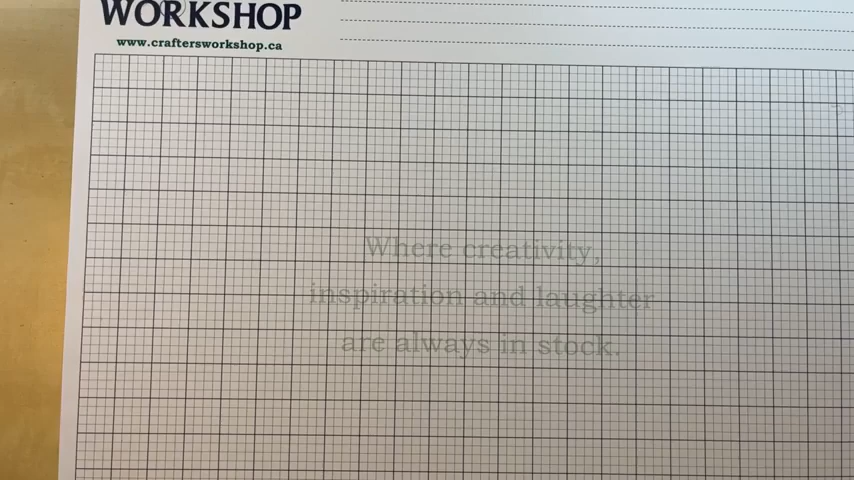 WORKSHOP
www.craftersworkshop.ca
Where creativity,
inspiration and laughter
are always in stock.